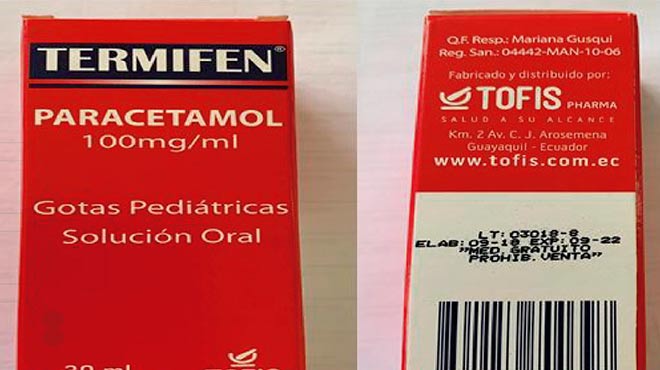 TERMIFEN®
PARACETAMOL
100mg/ml
Gotas Pediátricas
Solución Oral
TOFIS
Q.F. Resp.: Mariana Gusqui
Reg. San.: 04442-MAN-10-06
Fabricado y distribuido por:
TOFIS PHARMA
SALUD A SU ALCANCE
Km. 2 Av. C. J. Arosemena
Guayaquil - Ecuador
www.tofis.com.ec
LT: 03018-8
ELAB: 09-18 EXP: 09-22
"MED. GRATUITO
PROHIB. VENTA"